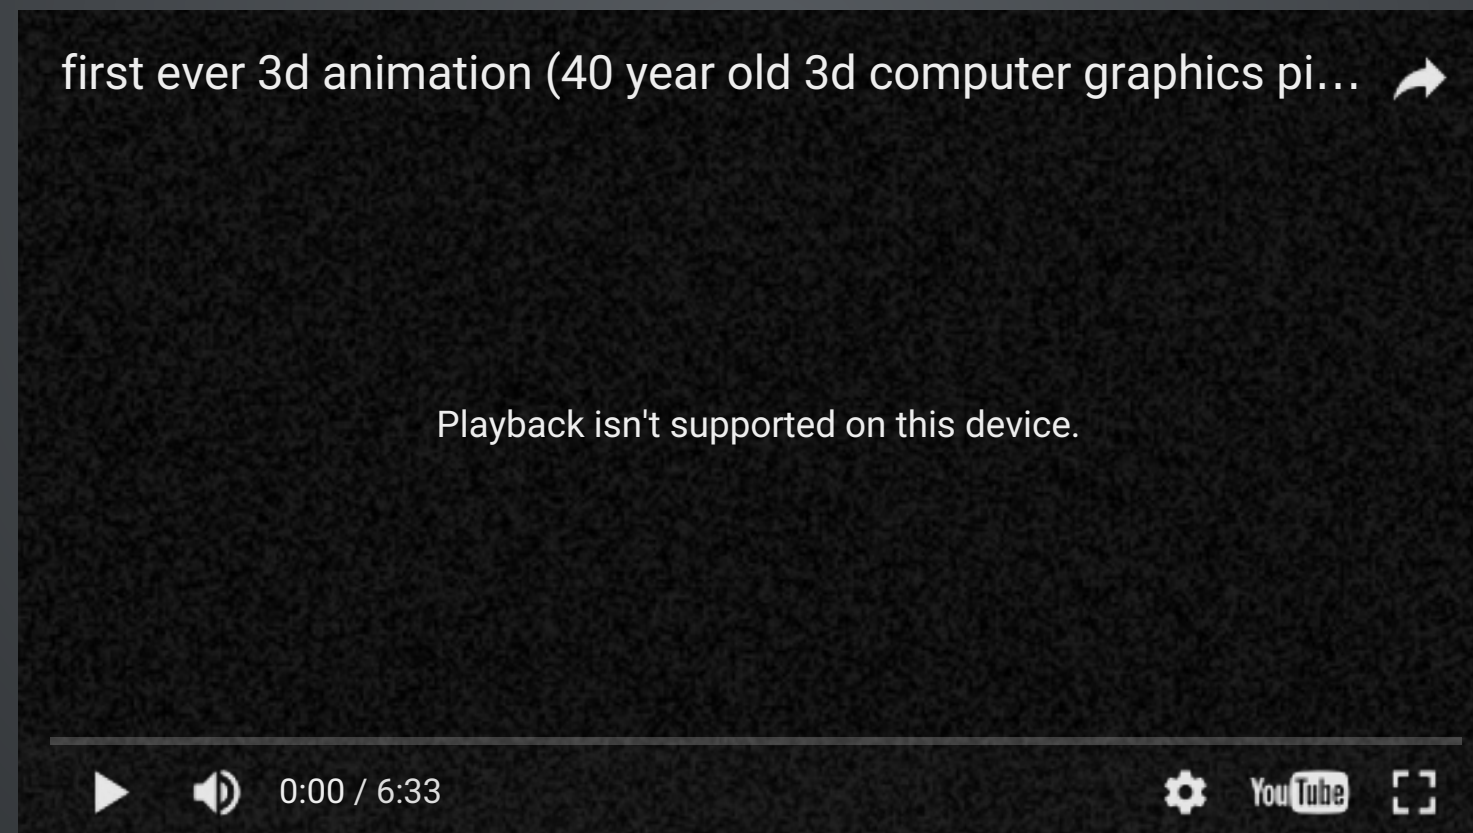 first ever 3d animation (40 year old 3d computer graphics pi...
Playback isn't supported on this device.
0:00 / 6:33
YouTube